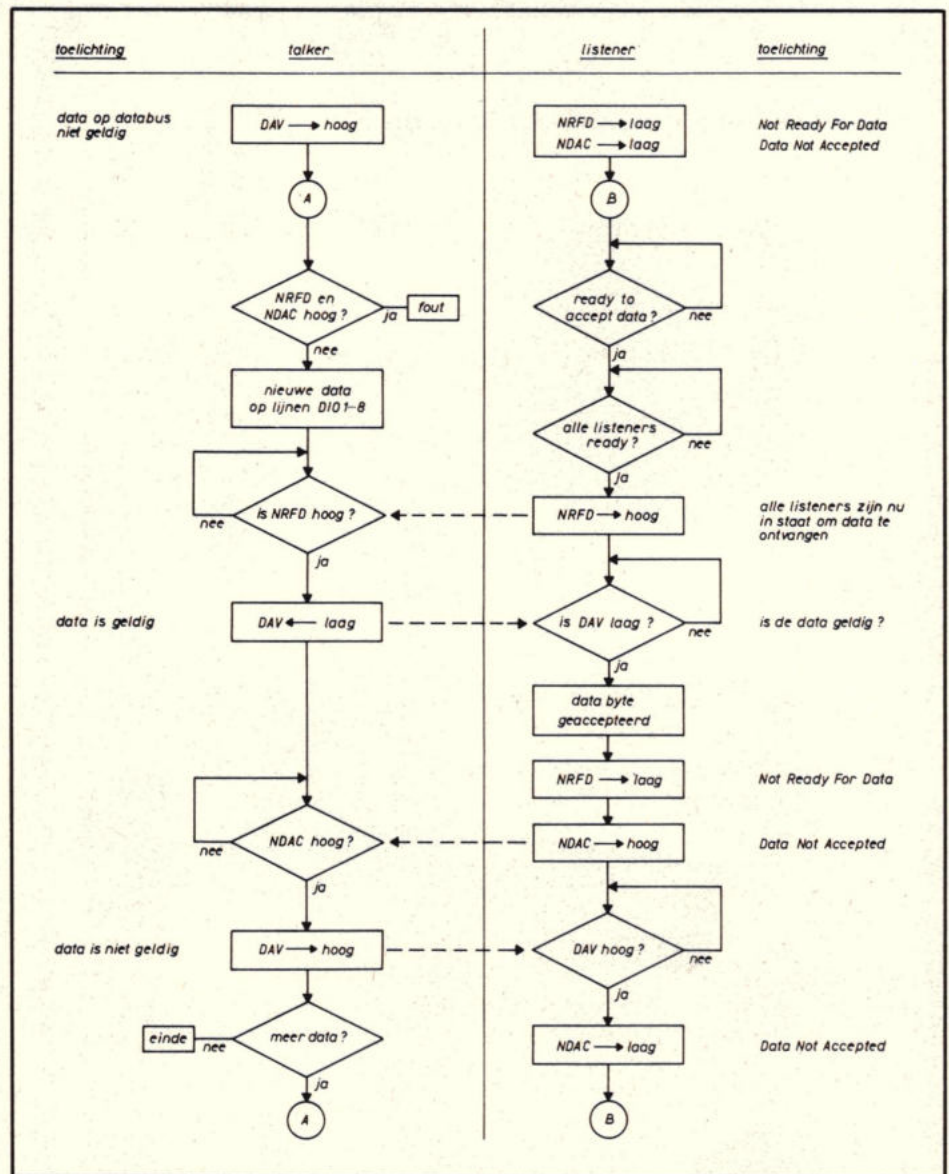 toelichting
talker
listener
toelichting
data op databus
niet geldig
DAV → hoog
NRFD → laag
NDAC → laag
Not Ready For Data
Data Not Accepted
A
B
NRFD en
NDAC hoog?
ja
fout
nee
ready to
accept data?
nee
ja
nieuwe data
op lijnen DIO1-8
alle listeners
ready?
nee
ja
is NRFD hoog?
nee
ja
NRFD → hoog
alle listeners zijn nu
in staat om data te
ontvangen
data is geldig
DAV ← laag
is DAV laag?
nee
ja
is de data geldig?
data byte
geaccepteerd
NRFD → laag
Not Ready For Data
NDAC hoog?
nee
ja
NDAC → hoog
Data Not Accepted
data is niet geldig
DAV → hoog
DAV hoog?
nee
ja
einde
nee
meer data?
ja
NDAC → laag
Data Not Accepted
A
B